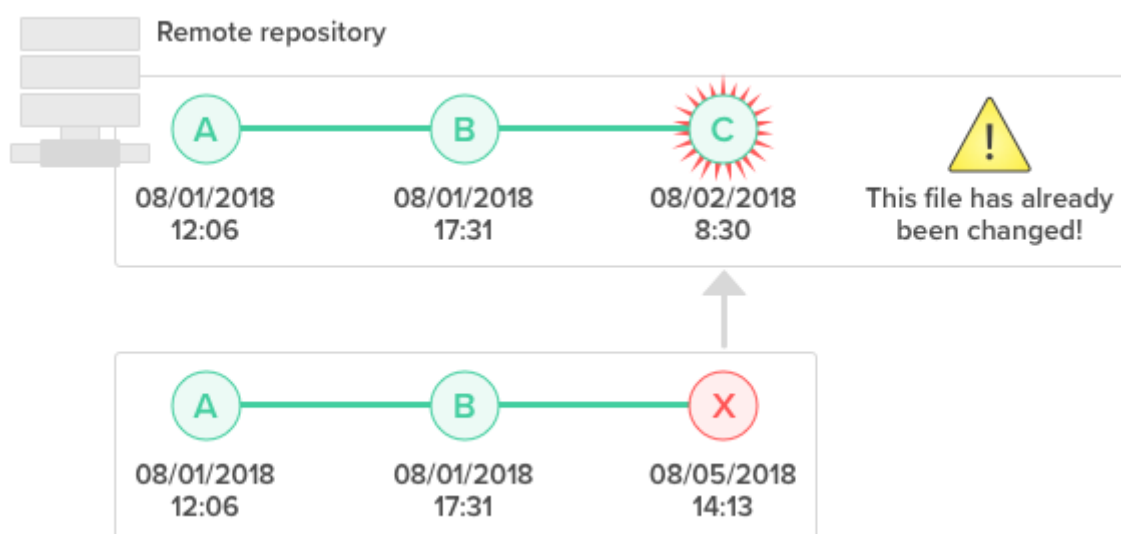 Remote repository
A
B
C
!
08/01/2018
12:06
08/01/2018
17:31
08/02/2018
8:30
This file has already
been changed!
A
B
X
08/01/2018
12:06
08/01/2018
17:31
08/05/2018
14:13